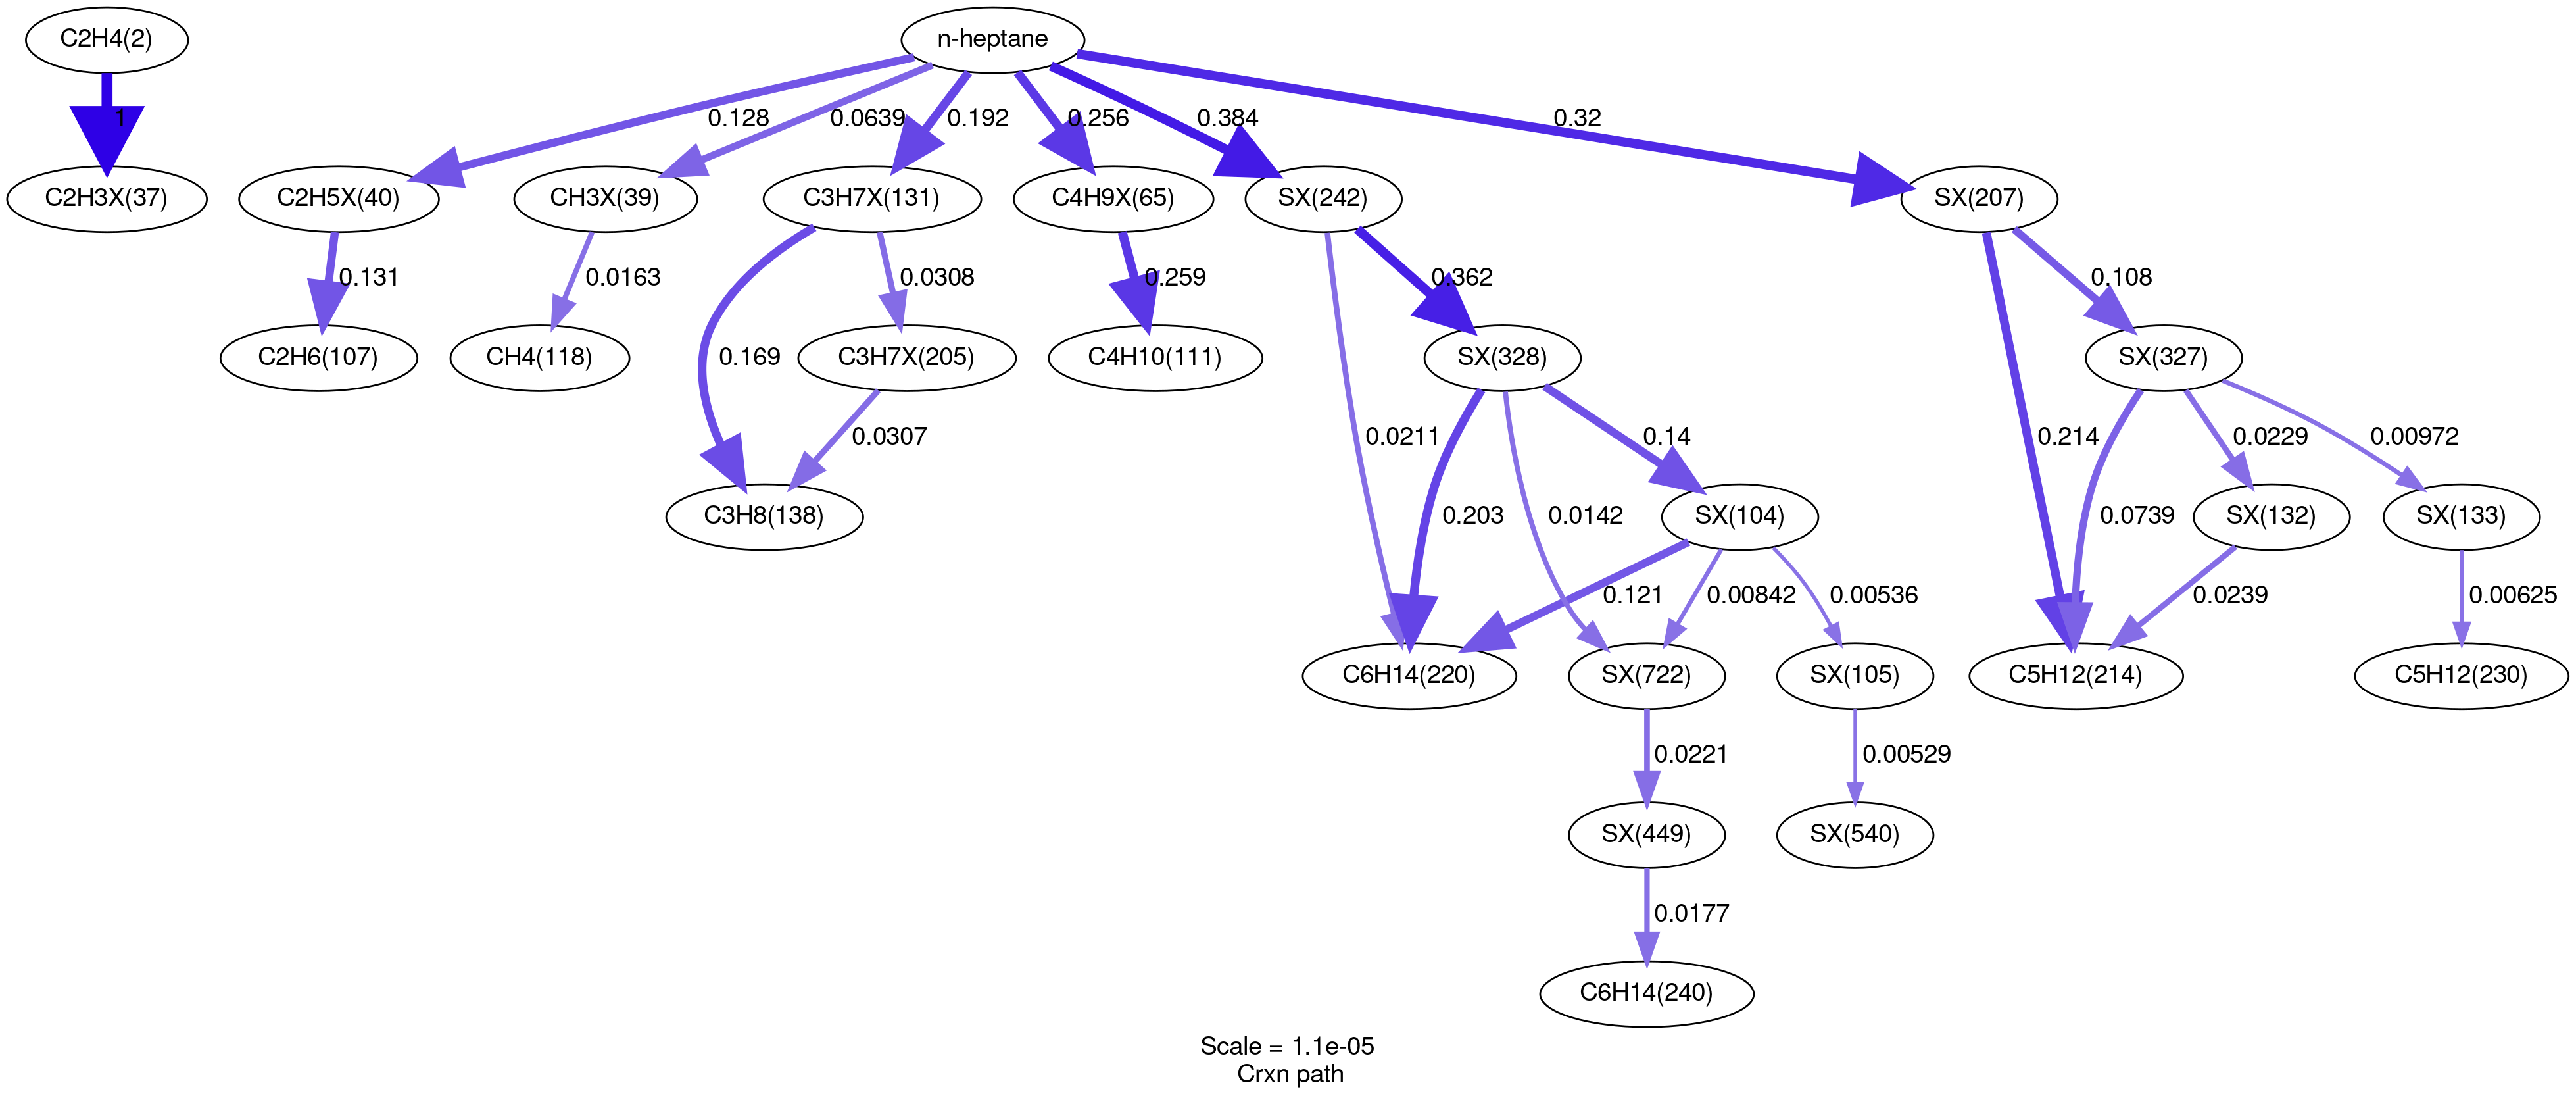 C2H4(2)
n-heptane
1
0.128
0.0639
0.192
0.256
0.384
0.32
C2H3X(37)
C2H5X(40)
CH3X(39)
C3H7X(131)
C4H9X(65)
SX(242)
SX(207)
0.131
0.0163
0.0308
0.259
0.362
0.108
C2H6(107)
CH4(118)
0.169
C3H7X(205)
C4H10(111)
SX(328)
SX(327)
0.0307
0.0211
0.14
0.214
0.0229
0.00972
C3H8(138)
0.203
0.0142
SX(104)
0.0739
SX(132)
SX(133)
0.121
0.00842
0.00536
0.0239
0.00625
C6H14(220)
SX(722)
SX(105)
C5H12(214)
C5H12(230)
0.0221
0.00529
SX(449)
SX(540)
0.0177
C6H14(240)
Scale = 1.1e-05
Crxn path